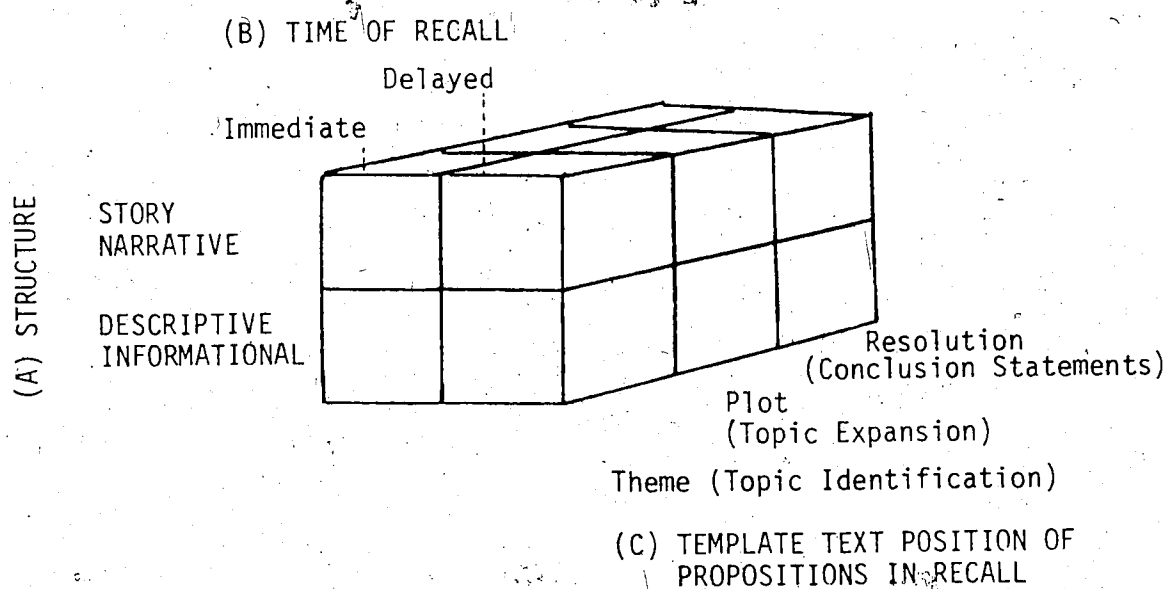 (B) TIME OF RECALL
Delayed
Immediate
(A) STRUCTURE
STORY
NARRATIVE
DESCRIPTIVE
INFORMATIONAL
Resolution
(Conclusion Statements)
Plot
(Topic Expansion)
Theme (Topic Identification)
(C) TEMPLATE TEXT POSITION OF
PROPOSITIONS IN RECALL